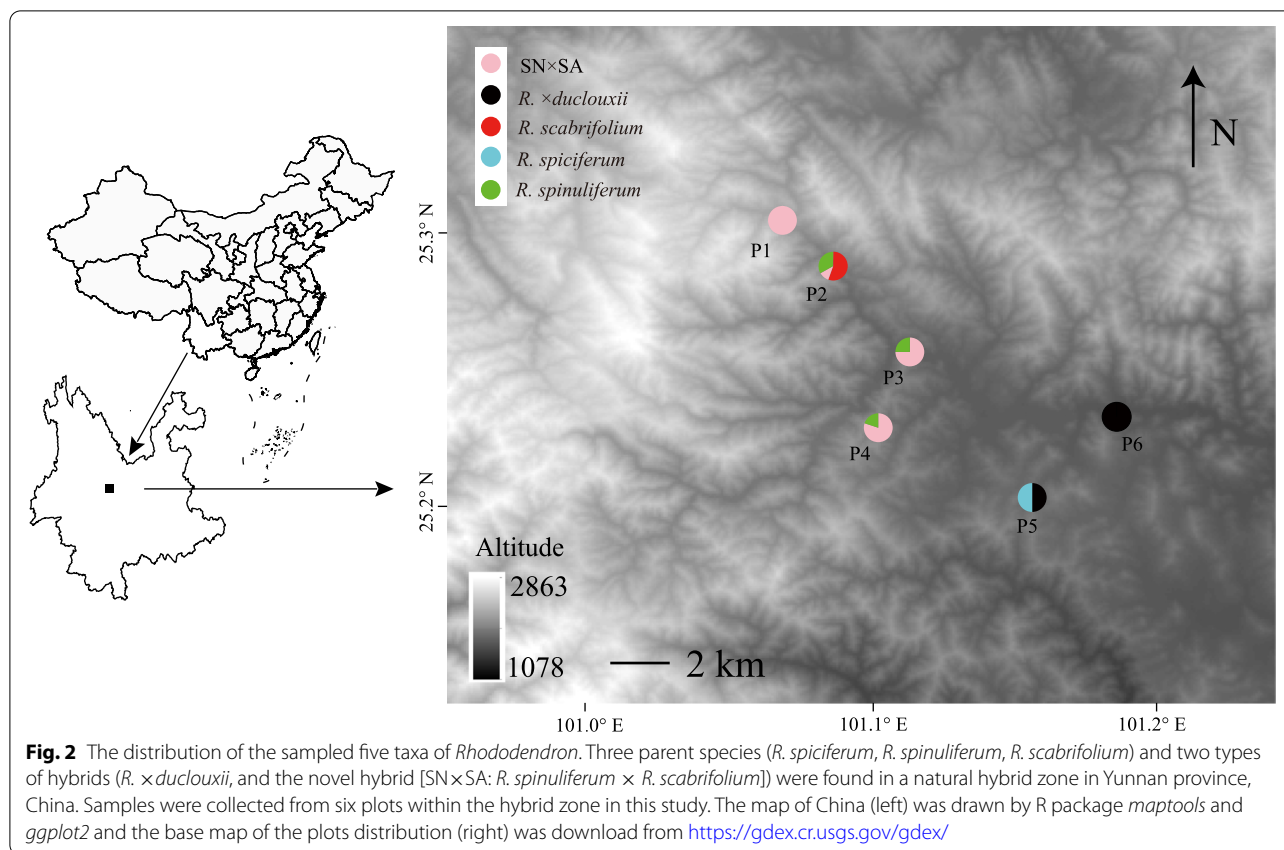 SN×SA
R. ×duclouxii
R. scabrifolium
R. spiciferum
R. spinuliferum
N
25.3° N
25.2° N
P1
P2
P3
P4
P5
P6
Altitude
2863
1078
2 km
101.0° E
101.1° E
101.2° E
Fig. 2 The distribution of the sampled five taxa of Rhododendron. Three parent species (R. spiciferum, R. spinuliferum, R. scabrifolium) and two types
of hybrids (R. ×duclouxii, and the novel hybrid [SN×SA: R. spinuliferum × R. scabrifolium]) were found in a natural hybrid zone in Yunnan province,
China. Samples were collected from six plots within the hybrid zone in this study. The map of China (left) was drawn by R package maptools and
ggplot2 and the base map of the plots distribution (right) was download from https://gdex.cr.usgs.gov/gdex/